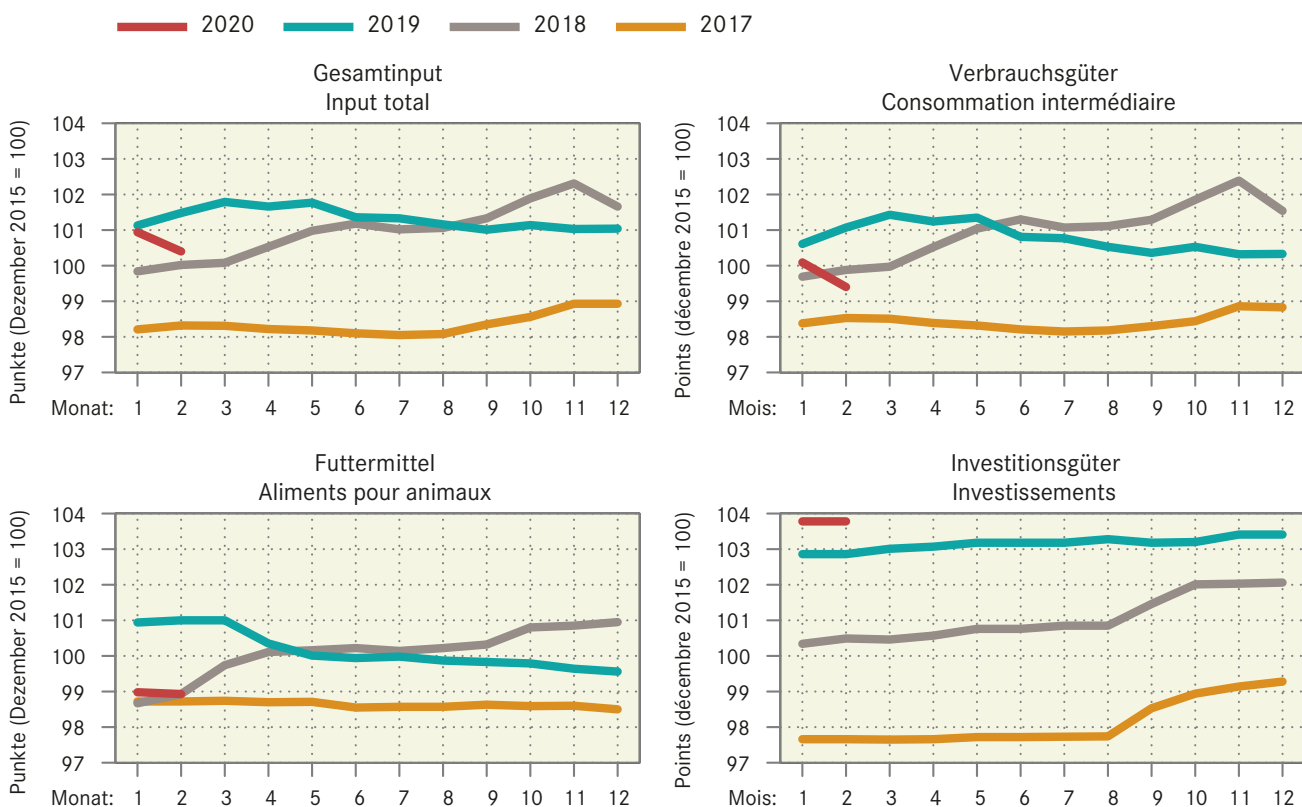 2020 2019 2018 2017
Gesamtinput
Input total
Punkte (Dezember 2015 = 100)
104
103
102
101
100
99
98
97
Monat: 1 2 3 4 5 6 7 8 9 10 11 12
Verbrauchsgüter
Consommation intermédiaire
Points (décembre 2015 = 100)
104
103
102
101
100
99
98
97
Mois: 1 2 3 4 5 6 7 8 9 10 11 12
Futtermittel
Aliments pour animaux
Punkte (Dezember 2015 = 100)
104
103
102
101
100
99
98
97
Monat: 1 2 3 4 5 6 7 8 9 10 11 12
Investitionsgüter
Investissements
Points (décembre 2015 = 100)
104
103
102
101
100
99
98
97
Mois: 1 2 3 4 5 6 7 8 9 10 11 12